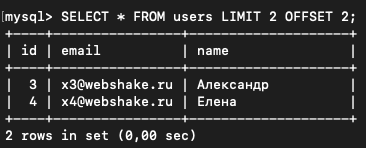 [mysql> SELECT * FROM users LIMIT 2 OFFSET 2;
+----+-----------------+-------------------+
| id | email           | name              |
+----+-----------------+-------------------+
|  3 | x3@webshake.ru  | Александр         |
|  4 | x4@webshake.ru  | Елена             |
+----+-----------------+-------------------+
2 rows in set (0,00 sec)